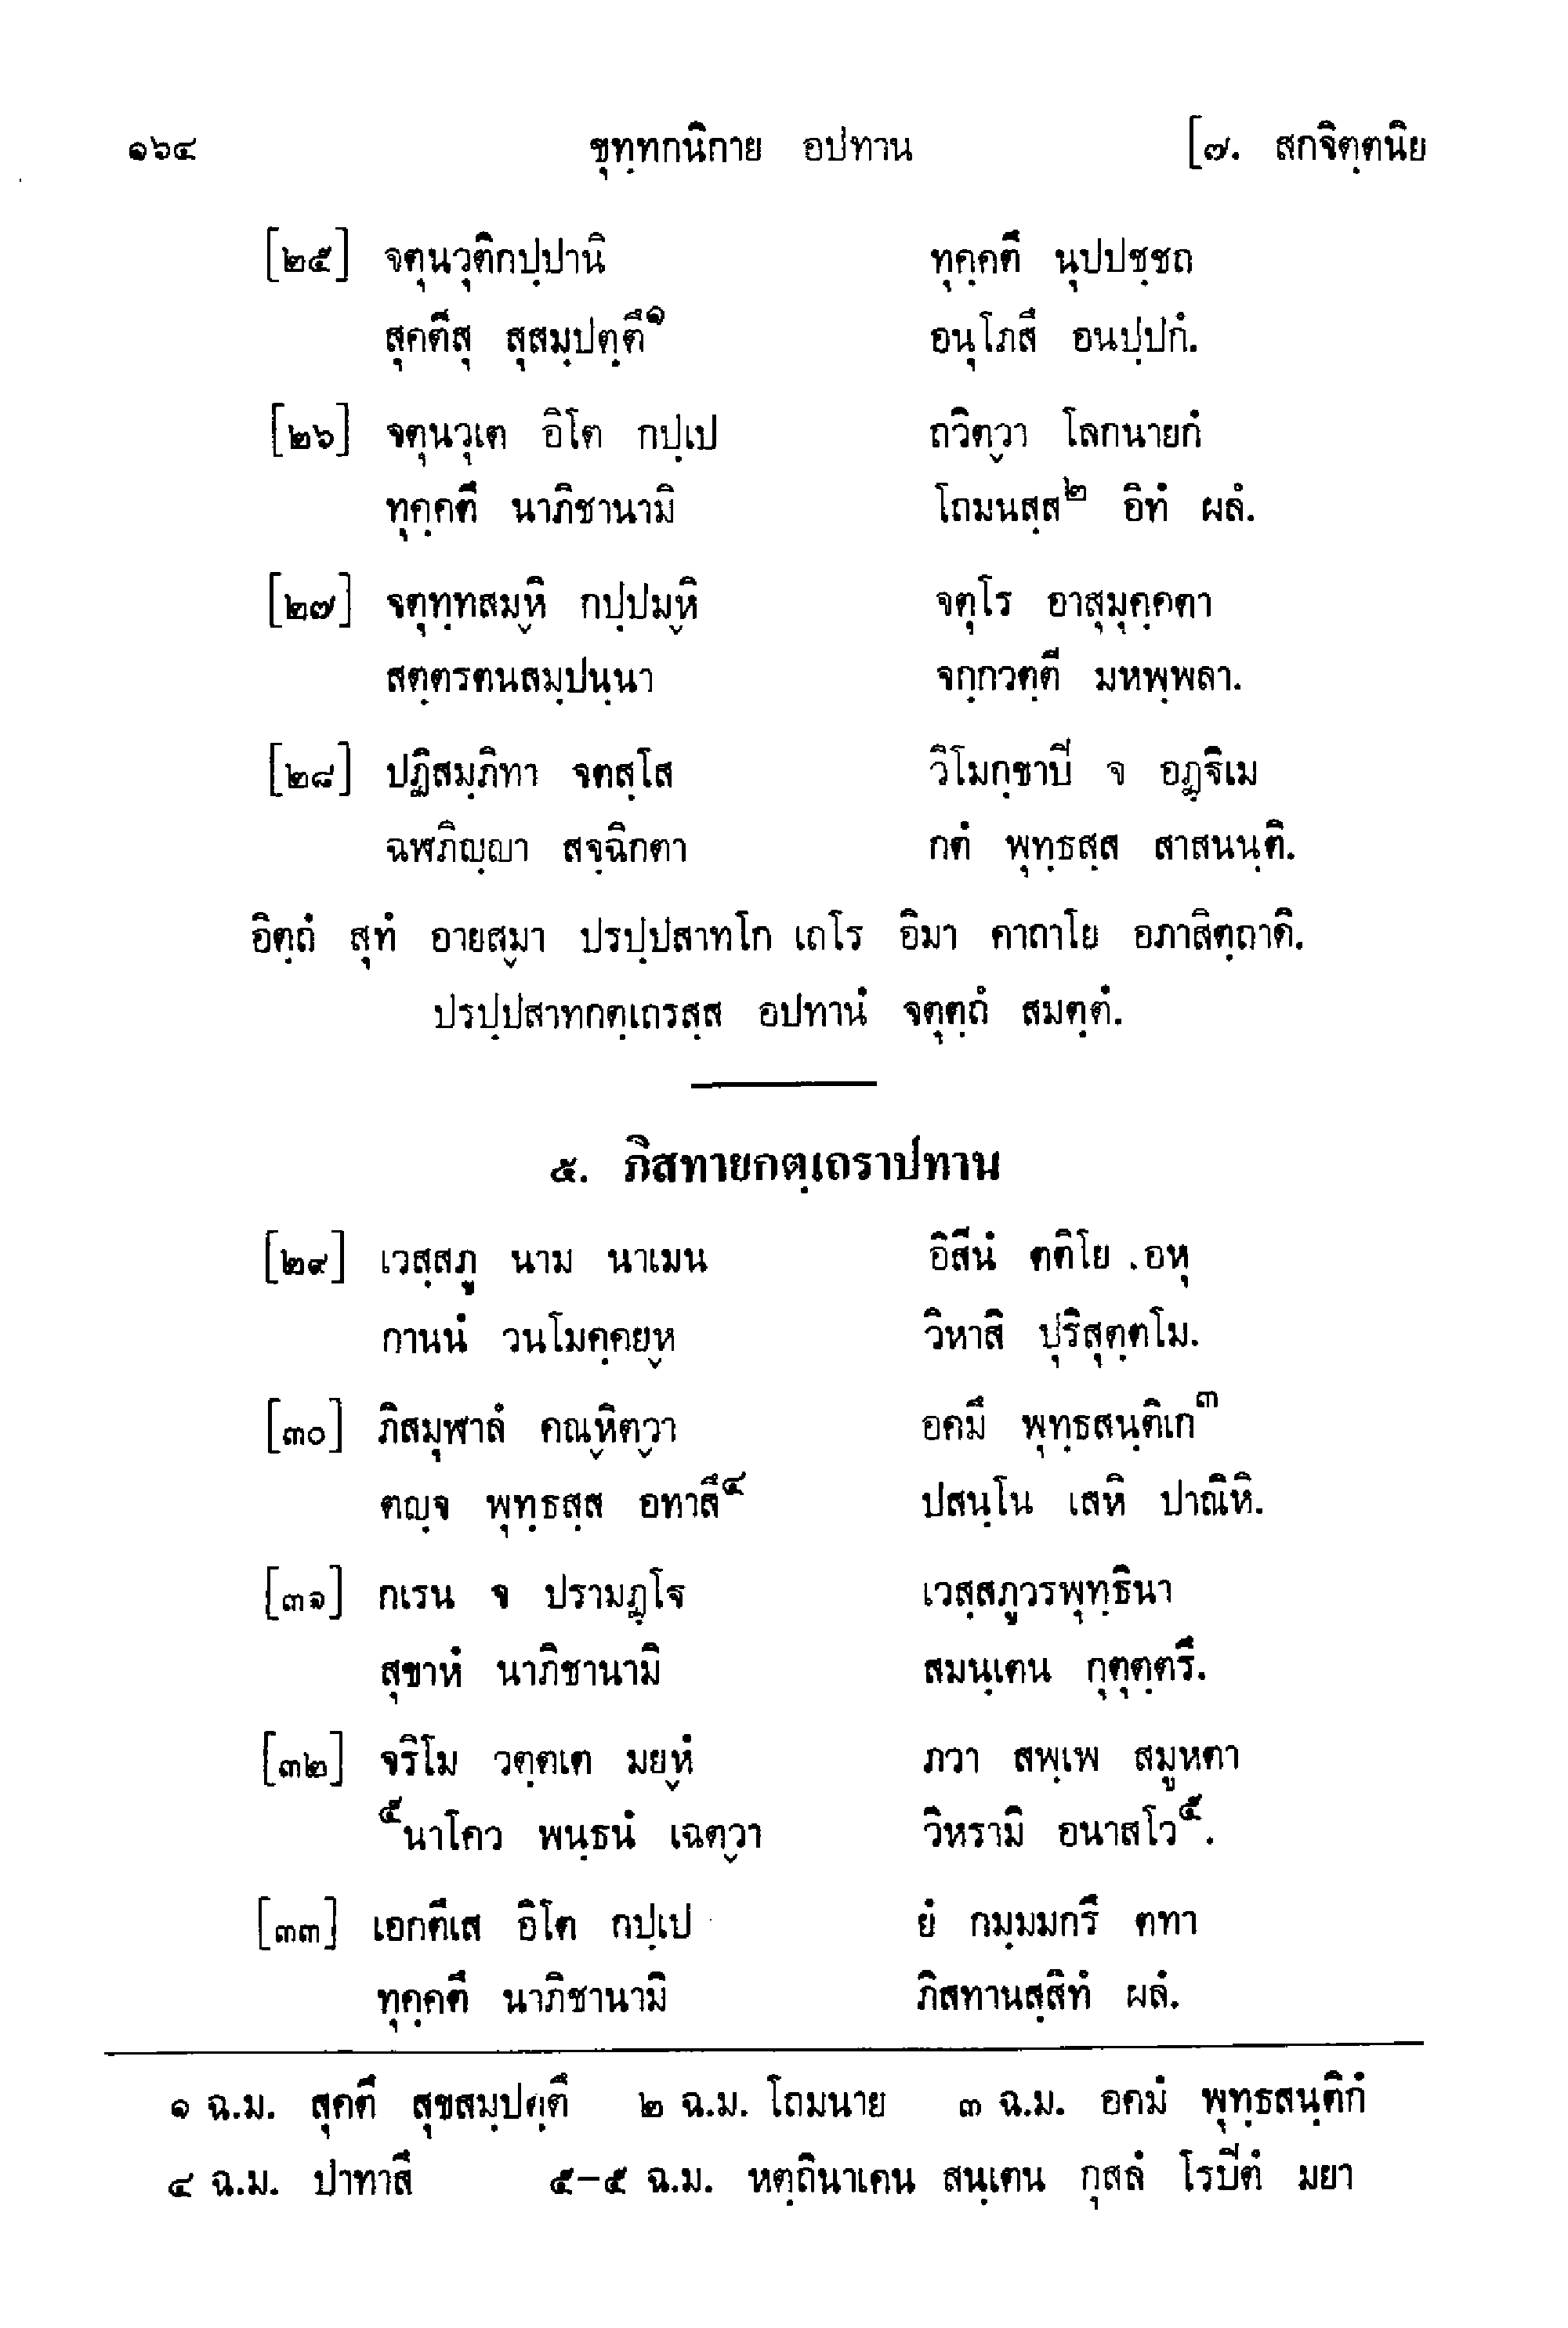 ๑๖๔ ขุทฺทกนิกาย อปทาน [๗. สกจิตฺตนิย
[๒๕] จตุนวุติกปฺปานิ ทุคฺคตึ นุปปชฺชถ
สุคตีสุ สุสมฺปตฺตึ๑ อนุโภสึ อนปฺปกํ.
[๒๖] จตุนวุเต อิโต กปฺเป ถวิตฺวา โลกนายกํ
ทุคฺคตึ นาภิชานามิ โถมนสฺส๒ อิทํ ผลํ.
[๒๗] จตุทฺทสมฺหิ กปฺปมฺหิ จตุโร อาสุมุคฺคตา
สตฺตรตนสมฺปนฺนา จกฺกวตฺตี มหพฺพลา.
[๒๘] ปฏิสมฺภิทา จตสฺโส วิโมกฺขาปิ จ อฏฺฐิเม
ฉฬภิญฺญา สจฺฉิกตา กตํ พุทฺธสฺส สาสนนฺติ.
อิตฺถํ สุทํ อายสฺมา ปรปฺปสาทโก เถโร อิมา คาถาโย อภาสิตฺถาติ.
ปรปฺปสาทกตฺเถรสฺส อปทานํ จตุตฺถํ สมตฺตํ.
๕. ภิสทายกตฺเถราปทาน
[๒๙] เวสฺสภู นาม นาเมน อิสีนํ ตติโย อหุ
กานนํ วนโมคฺคยฺห วิหาสิ ปุริสุตฺตโม.
[๓๐] ภิสมุฬาลํ คณฺหิตฺวา อคมึ พุทฺธสนฺติเก๓
ตญฺจ พุทฺธสฺส อทาสึ๔ ปสนฺโน เสหิ ปาณิหิ.
[๓๑] กเรน จ ปรามฏฺโฐ เวสฺสภูวรพุทฺธินา
สุขาหํ นาภิชานามิ สมนฺเตน กุตุตฺตรึ.
[๓๒] จริโม วตฺตเต มยฺหํ ภวา สพฺเพ สมูหตา
๕นาโคว พนฺธนํ เฉตฺวา วิหรามิ อนาสโว๕.
[๓๓] เอกตึเส อิโต กปฺเป ยํ กมฺมมกรึ ตทา
ทุคฺคตึ นาภิชานามิ ภิสทานสฺสิทํ ผลํ.
๑ ฉ.ม. สุคตึ สุขสมฺปตฺตึ ๒ ฉ.ม. โถมนาย ๓ ฉ.ม. อคมํ พุทฺธสนฺติกํ
๔ ฉ.ม. ปาทาสึ ๕-๕ ฉ.ม. หตฺถินาเคน สนฺเตน กุสลํ โรปิตํ มยา